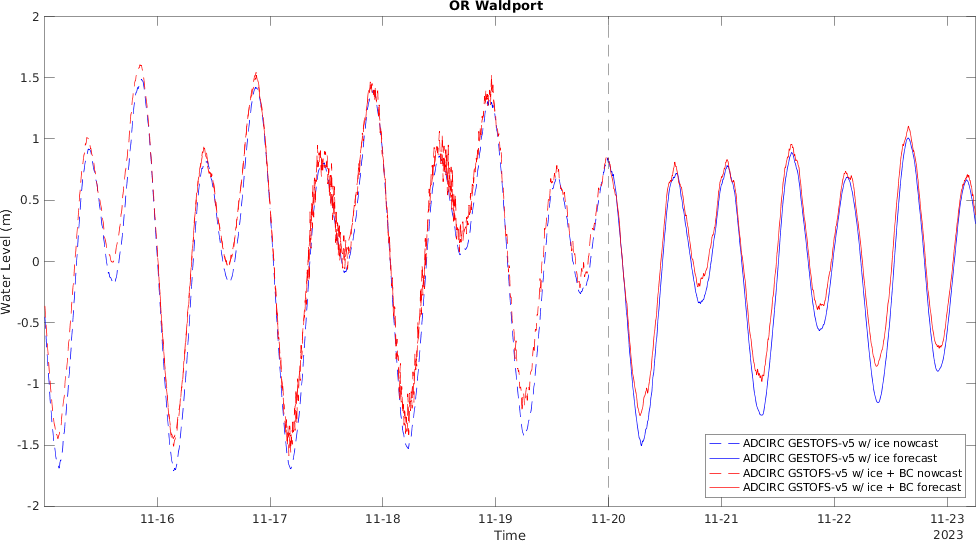 OR Waldport
2
1.5
1
0.5
0
-0.5
-1
-1.5
-2
Water Level (m)
11-16
11-17
11-18
11-19
11-20
11-21
11-22
11-23
2023
Time
ADCIRC GESTOFS-v5 w/ ice nowcast
ADCIRC GESTOFS-v5 w/ ice forecast
ADCIRC GSTOFS-v5 w/ ice + BC nowcast
ADCIRC GSTOFS-v5 w/ ice + BC forecast